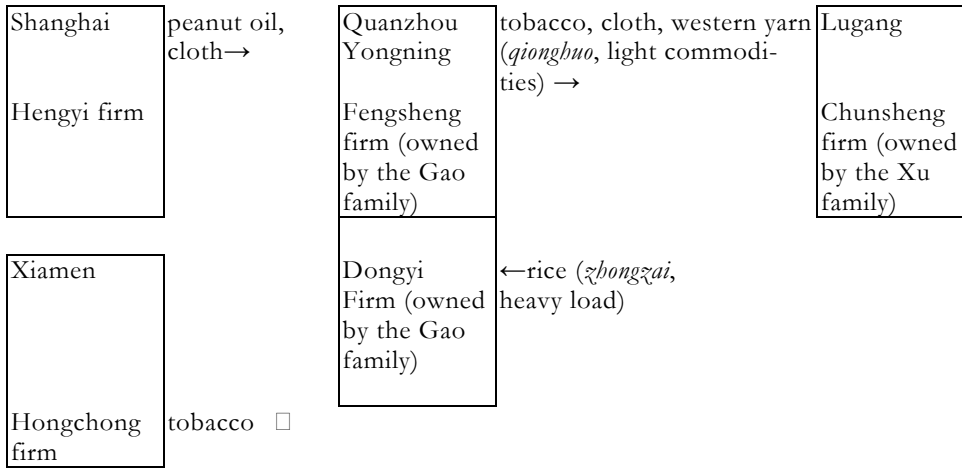 Shanghai
peanut oil,
cloth→
Hengyi firm
Quanzhou
Yongning
Fengsheng
firm (owned
by the Gao
family)
tobacco, cloth, western yarn
(qionghuo, light commodi-
ties) →
Lugang
Chunsheng
firm (owned
by the Xu
family)
Xiamen
Hongchong
firm
tobacco □
Dongyi
Firm (owned
by the Gao
family)
←rice (zhongzai,
heavy load)